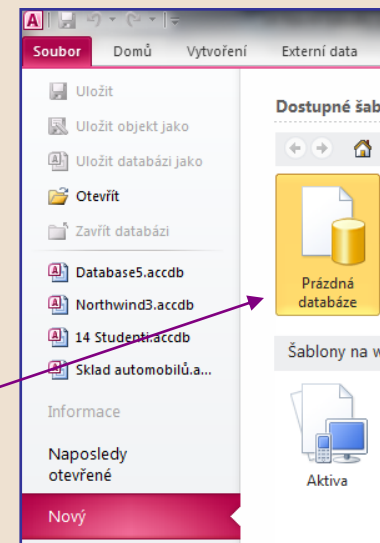 Soubor Domů Vytvoření Externí data
Uložit
Uložit objekt jako
Uložit databázi jako
Otevřít
Zavřít databázi
Database5.accdb
Northwind3.accdb
14 Studenti.accdb
Sklad automobilů.a...
Informace
Naposledy
otevřené
Nový
Dostupné šab
Prázdná
databáze
Šablony na w
Aktiva